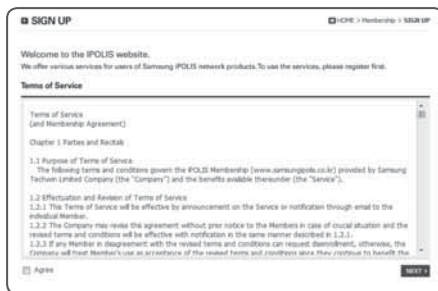 SIGN UP
HOME > Membership > SIGN UP
Welcome to the IPOLIS website.
We offer various services for users of Samsung iPOLIS network products. To use the services, please register first.
Terms of Service
Terms of Service
(and Membership Agreement)
Chapter 1 Parties and Recitals
1.1 Purpose of Terms of Service
The following terms and conditions govern the iPOLIS Membership (www.samsungipolis.co.kr) provided by Samsung
Techwin Limited Company (the "Company") and the benefits available thereunder (the "Service").
1.2 Effectuation and Revision of Terms of Service
1.2.1 This Terms of Service will be effective by announcement on the Service or notification through email to the
individual Member.
1.2.2 The Company may revise this agreement without prior notice to the Members in case of crucial situation and the
revised terms and conditions will be effective with notification in the same manner described in 1.2.1.
1.2.3 If any Member in disagreement with the revised terms and conditions can request disenrollment, otherwise, the
Company will treat Member's use as acceptance of the revised terms and conditions since they continue to benefit the
Agree
NEXT >